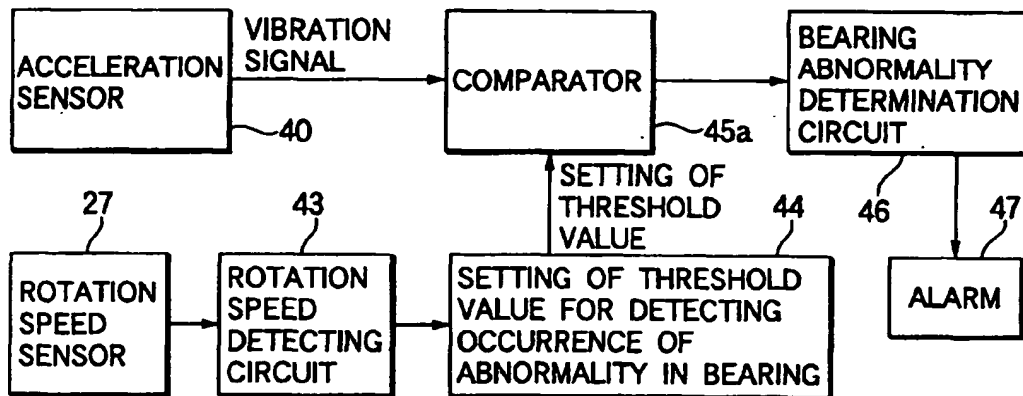 ACCELERATION
SENSOR
40
VIBRATION
SIGNAL
COMPARATOR
45a
BEARING
ABNORMALITY
DETERMINATION
CIRCUIT
46
SETTING OF
THRESHOLD
VALUE
27
ROTATION
SPEED
SENSOR
43
ROTATION
SPEED
DETECTING
CIRCUIT
44
SETTING OF THRESHOLD
VALUE FOR DETECTING
OCCURRENCE OF
ABNORMALITY IN BEARING
47
ALARM